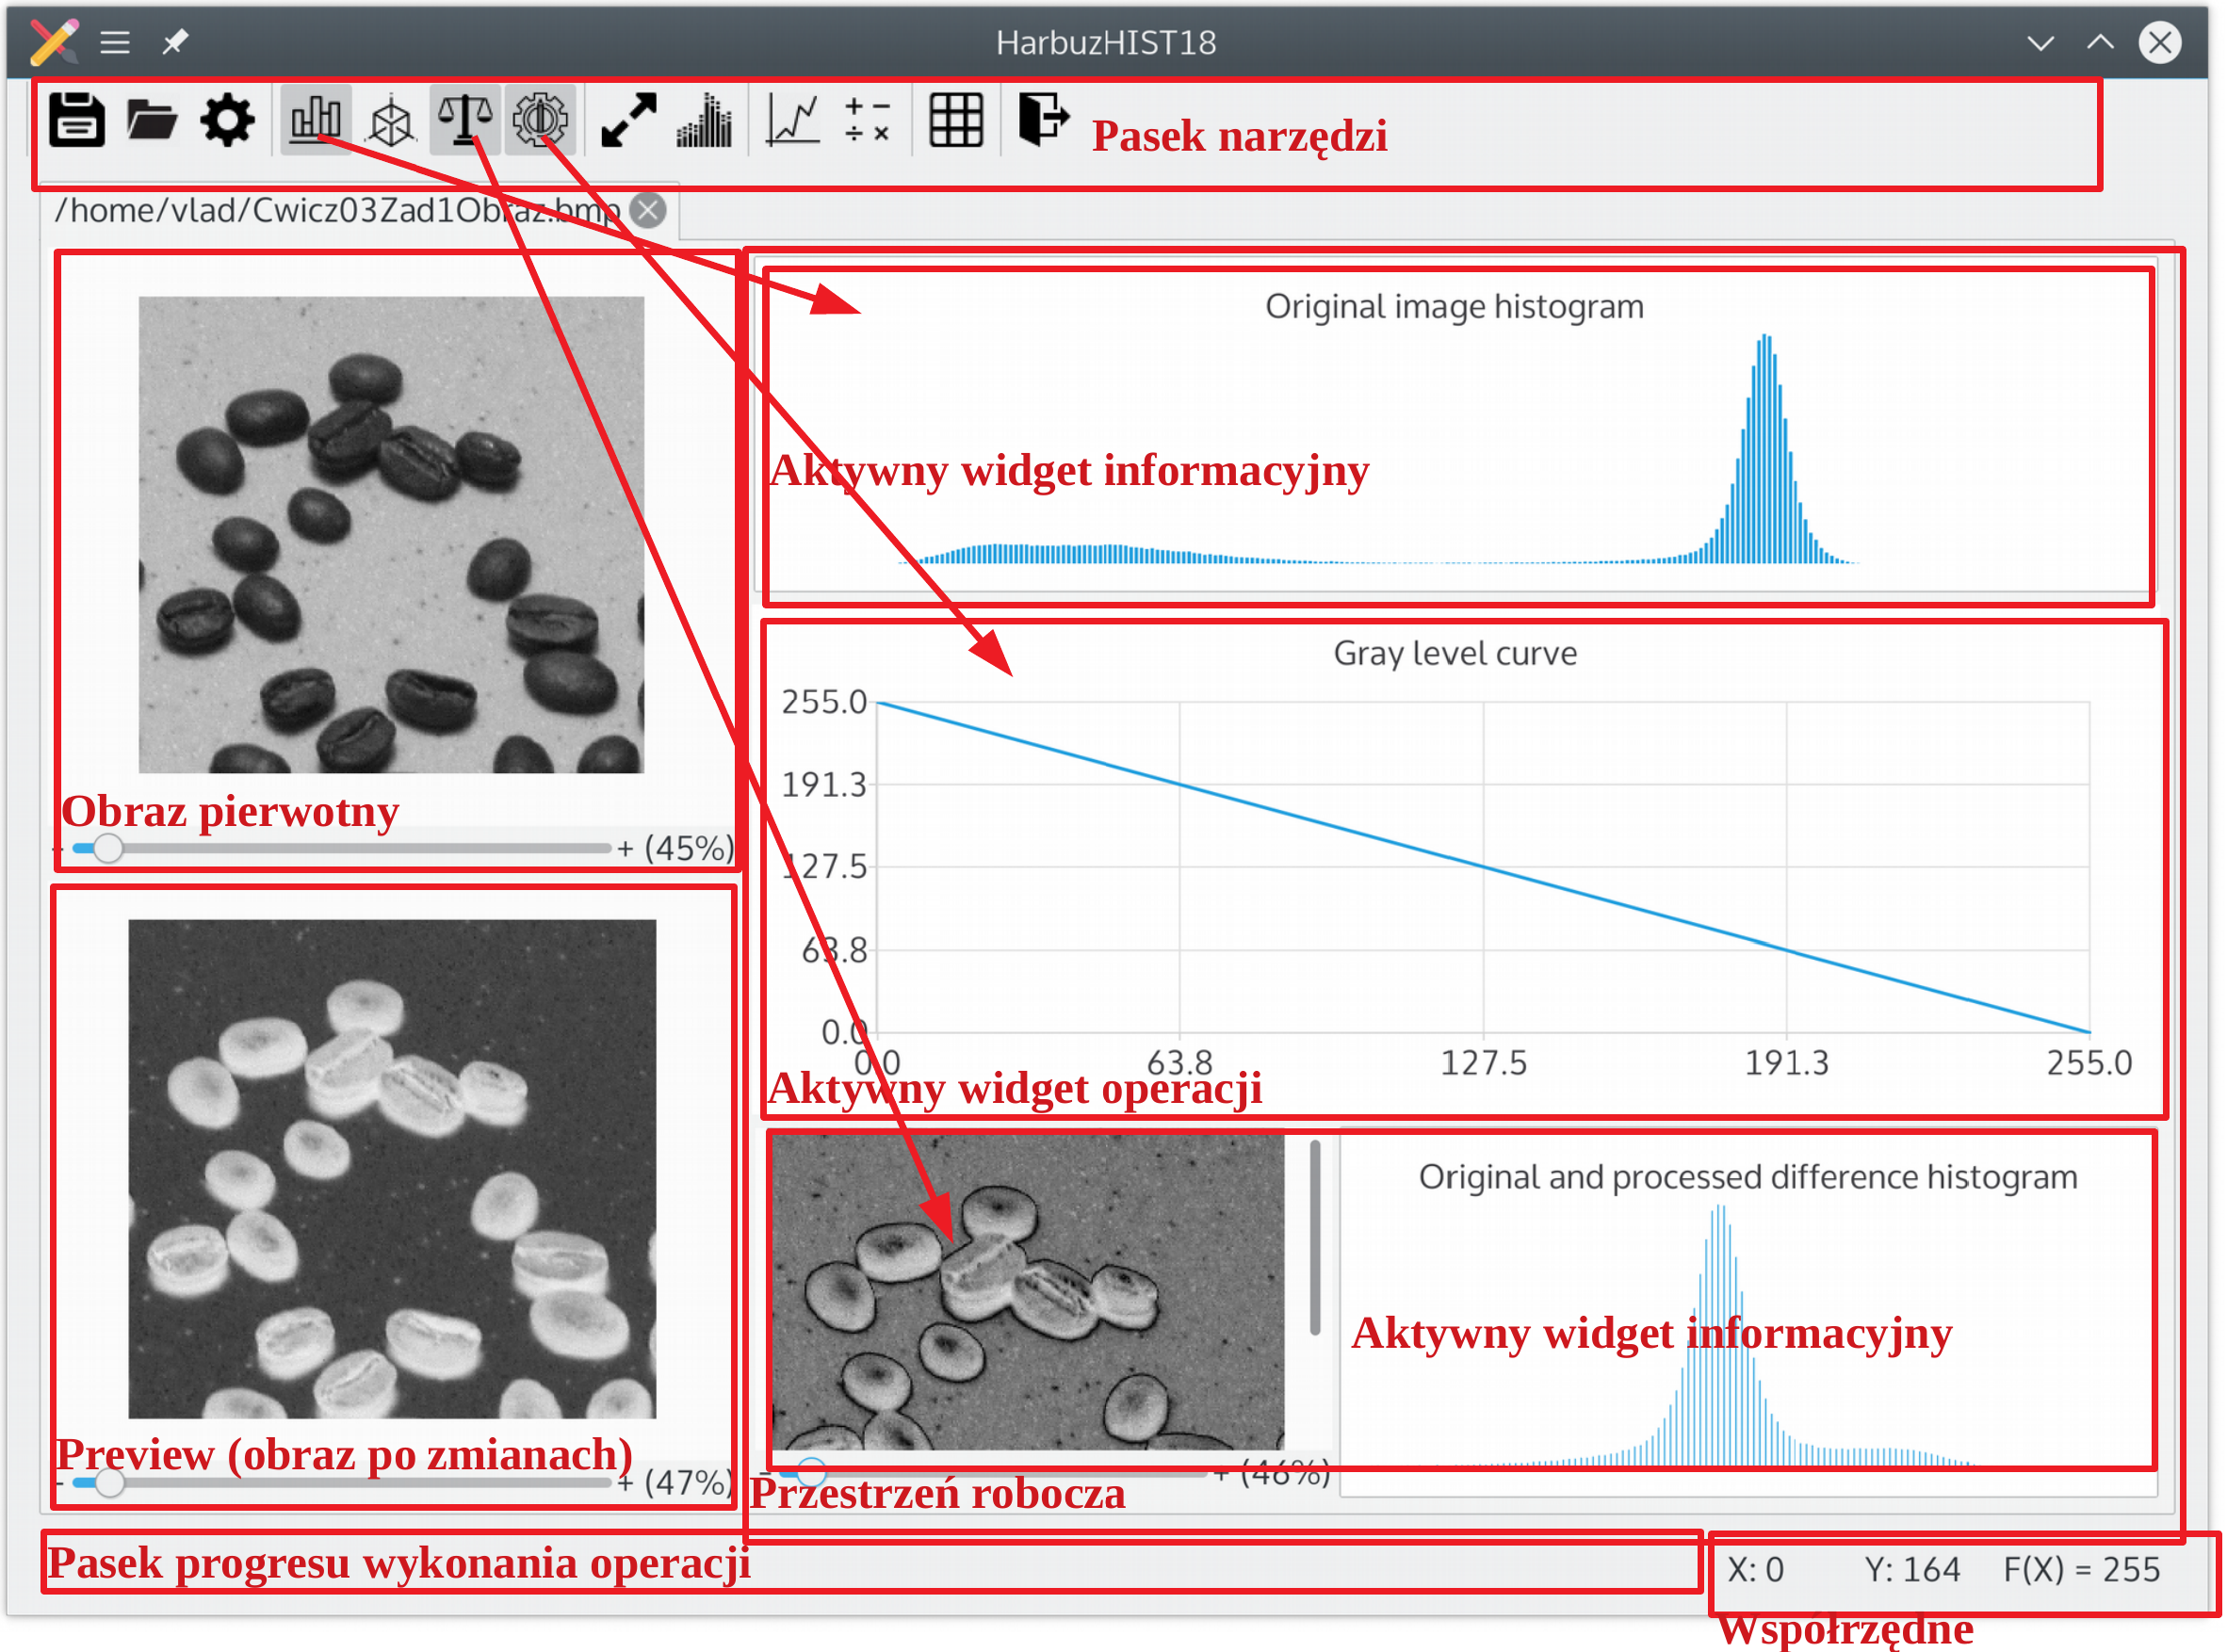 HarbuzHIST18
Pasek narzędzi
/home/vlad/Cwicz03Zad1Obraz.bmp
Original image histogram
Aktywny widget informacyjny
Obraz pierwotny
- + (45%)
Gray level curve
255.0
191.3
127.5
63.8
0.0
0.0 63.8 127.5 191.3 255.0
Aktywny widget operacji
Original and processed difference histogram
Aktywny widget informacyjny
Preview (obraz po zmianach)
- + (47%)
- + (46%)
Przestrzeń robocza
Pasek progresu wykonania operacji
X: 0 Y: 164 F(X) = 255
Współrzędne